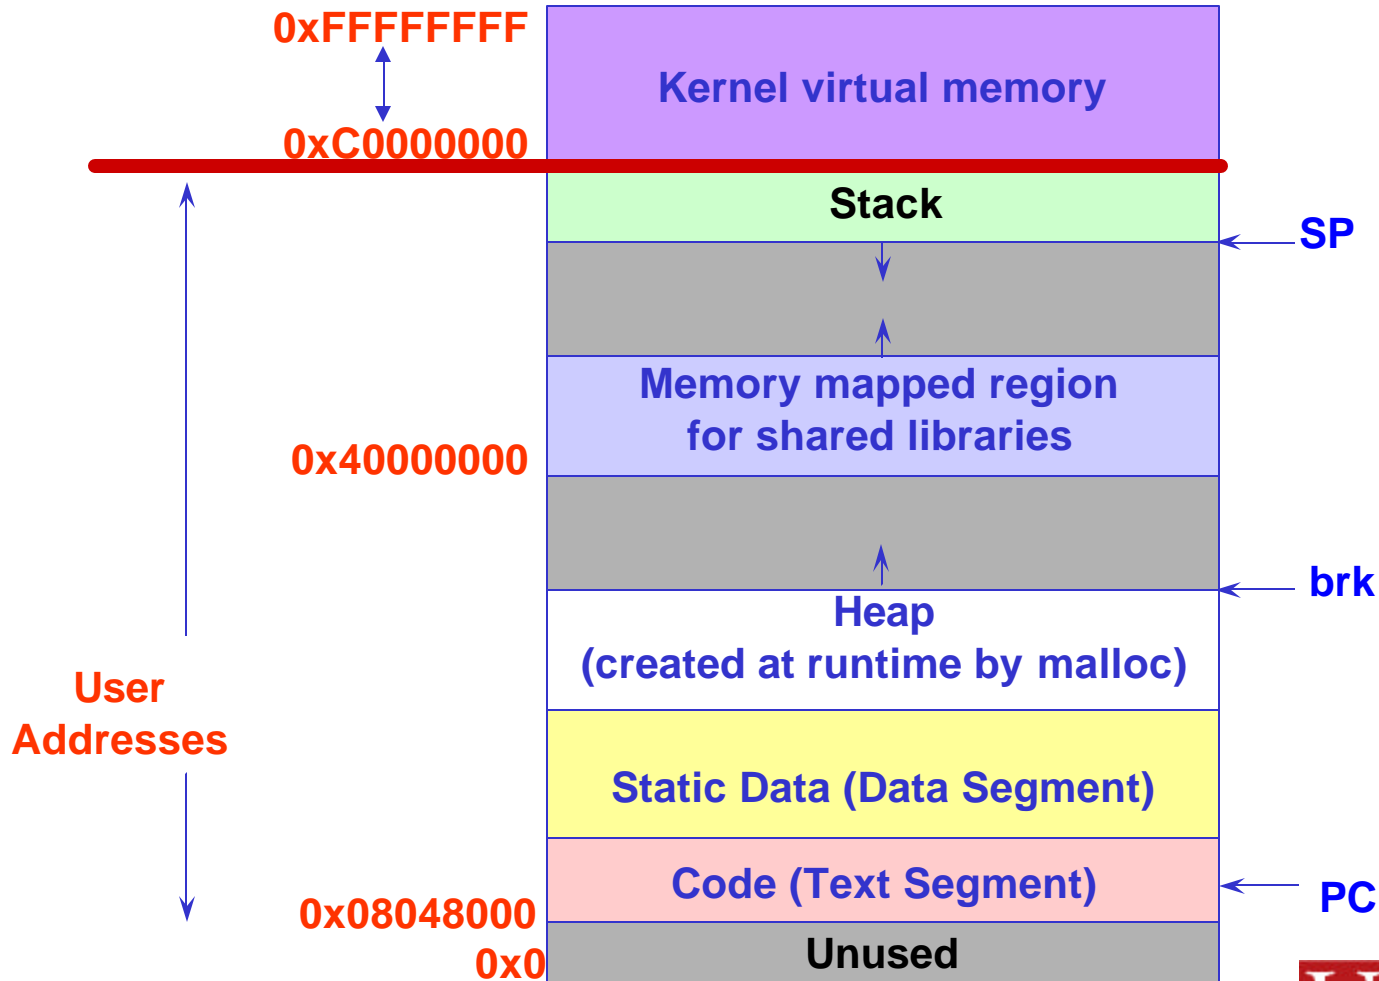 0xFFFFFFFF
Kernel virtual memory
0xC0000000
Stack
SP
Memory mapped region
for shared libraries
0x40000000
brk
Heap
(created at runtime by malloc)
User
Addresses
Static Data (Data Segment)
Code (Text Segment)
PC
0x08048000
Unused
0x0